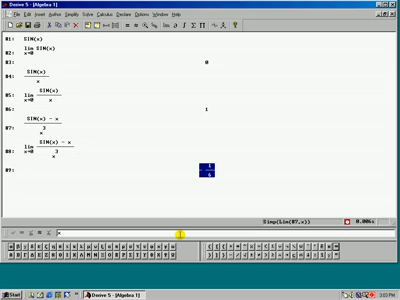 Derive 5 - [Algebra 1]
File Edit Insert Author Simplify Solve Calculus Declare Options Window Help
#1: SIN(x)
#2: lim SIN(x)
x→0
#3: 0
#4: SIN(x)
x
#5: lim SIN(x)
x→0 x
#6: 1
#7: SIN(x) - x
3
x
#8: lim SIN(x) - x
x→0 3
x
#9: - 1
6
Simp(Lim(#7,x)) 0.006s
x
Start Derive 5 - [Algebra 1] 3:03 PM